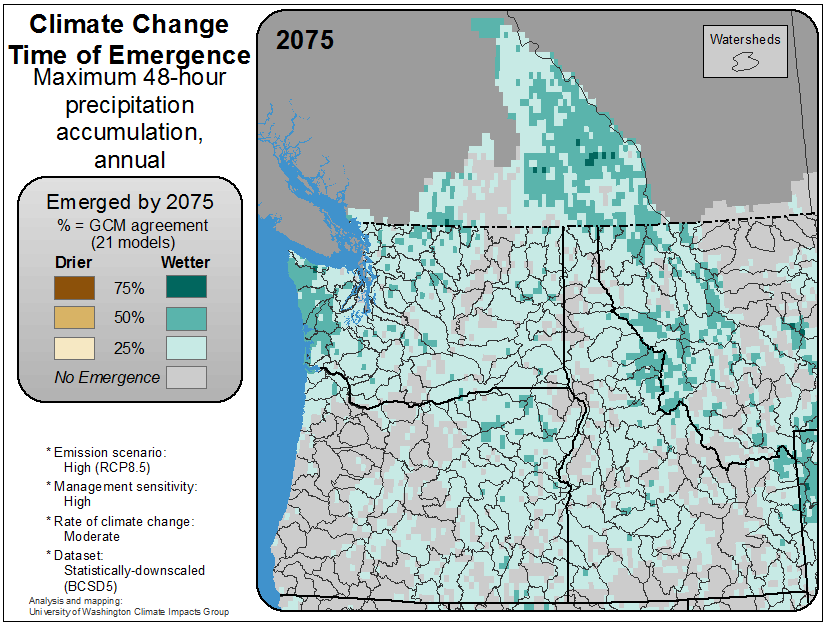 Climate Change
Time of Emergence
Maximum 48-hour
precipitation
accumulation,
annual
Emerged by 2075
% = GCM agreement
(21 models)
Drier Wetter
75%
50%
25%
No Emergence
* Emission scenario:
High (RCP8.5)
* Management sensitivity:
High
* Rate of climate change:
Moderate
* Dataset:
Statistically-downscaled
(BCSD5)
Analysis and mapping:
University of Washington Climate Impacts Group
2075
Watersheds